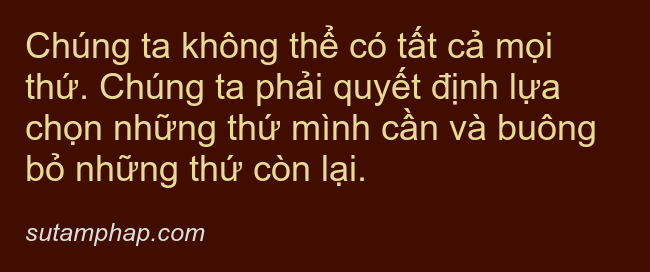 Chúng ta không thể có tất cả mọi
thứ. Chúng ta phải quyết định lựa
chọn những thứ mình cần và buông
bỏ những thứ còn lại.
sutamphap.com